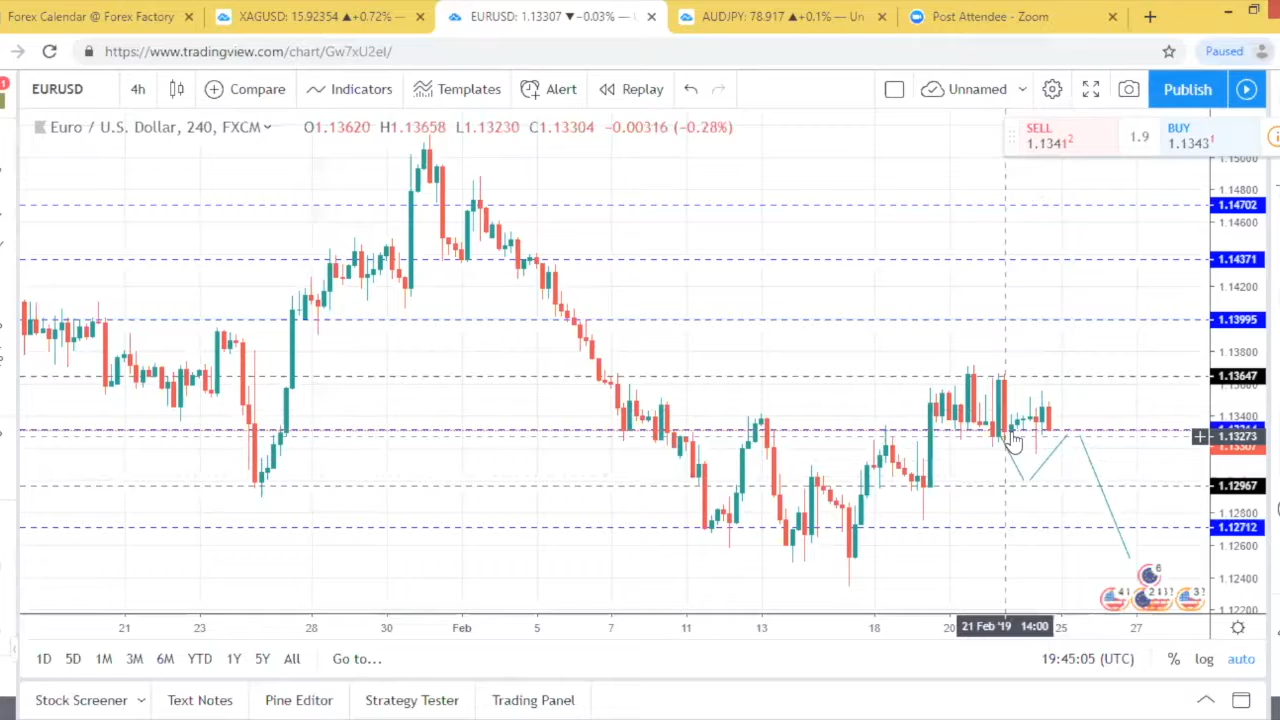 Forex Calendar @ Forex Factory
XAGUSD: 15.92354 ▲+0.72% —
EURUSD: 1.13307 ▼−0.03% —
AUDJPY: 78.917 ▲+0.1% — Un
Post Attendee - Zoom
https://www.tradingview.com/chart/Gw7xU2el/
Paused
EURUSD
4h
Compare
Indicators
Templates
Alert
Replay
Unnamed
Publish
Euro / U.S. Dollar, 240, FXCM
O1.13620 H1.13658 L1.13230 C1.13304 −0.00316 (−0.28%)
SELL
1.1341²
1.9
BUY
1.1343¹
1.15000
1.14800
1.14702
1.14600
1.14371
1.14200
1.13995
1.13800
1.13647
1.13600
1.13400
1.13273
1.12967
1.12800
1.12712
1.12600
1.12400
1.12200
21
23
28
30
Feb
5
7
11
13
18
20
21 Feb '19 14:00
25
27
1D
5D
1M
3M
6M
YTD
1Y
5Y
All
Go to...
19:45:05 (UTC)
%
log
auto
Stock Screener
Text Notes
Pine Editor
Strategy Tester
Trading Panel